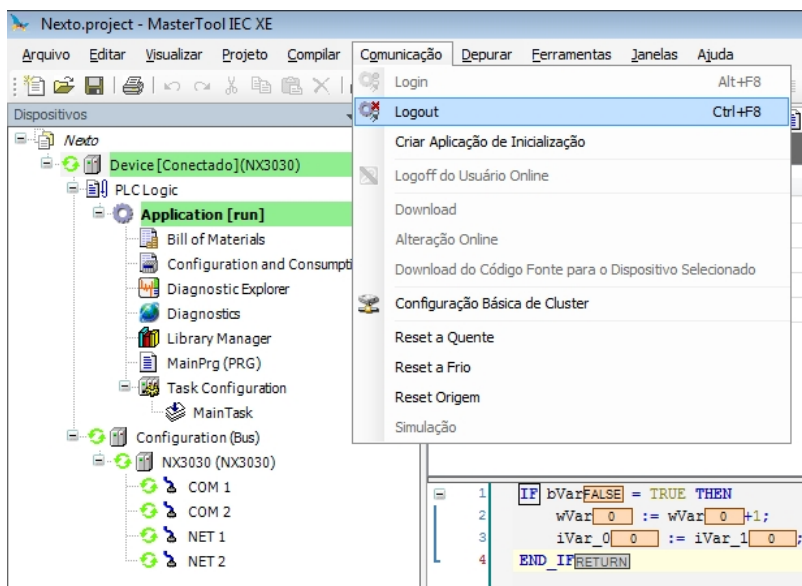 Nexto.project - MasterTool IEC XE
Arquivo Editar Visualizar Projeto Compilar Comunicação Depurar Ferramentas Janelas Ajuda
Dispositivos
Nexto
Device [Conectado](NX3030)
PLC Logic
Application [run]
Bill of Materials
Configuration and Consumpti
Diagnostic Explorer
Diagnostics
Library Manager
MainPrg (PRG)
Task Configuration
MainTask
Configuration (Bus)
NX3030 (NX3030)
COM 1
COM 2
NET 1
NET 2
Login Alt+F8
Logout Ctrl+F8
Criar Aplicação de Inicialização
Logoff do Usuário Online
Download
Alteração Online
Download do Código Fonte para o Dispositivo Selecionado
Configuração Básica de Cluster
Reset a Quente
Reset a Frio
Reset Origem
Simulação
1 IF bVar FALSE = TRUE THEN
2 wVar 0 := wVar 0 +1;
3 iVar_0 0 := iVar_1 0 ;
4 END_IF RETURN